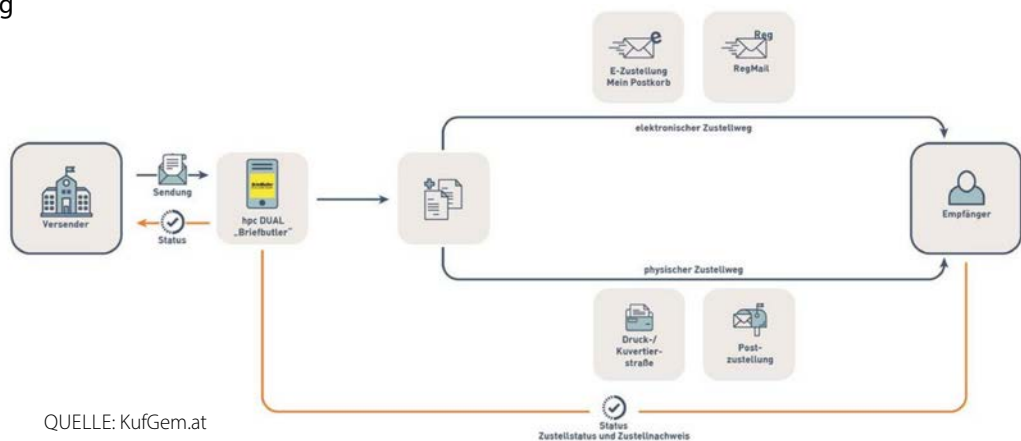 g
E-Zustellung
Mein Postkorb
Reg
RegMail
elektronischer Zustellweg
Versender
Sendung
Status
hpc DUAL
„Briefbutler“
Empfänger
physischer Zustellweg
Druck-/
Kuvertier-
straße
Post-
zustellung
Status
Zustellstatus und Zustellnachweis
QUELLE: KufGem.at